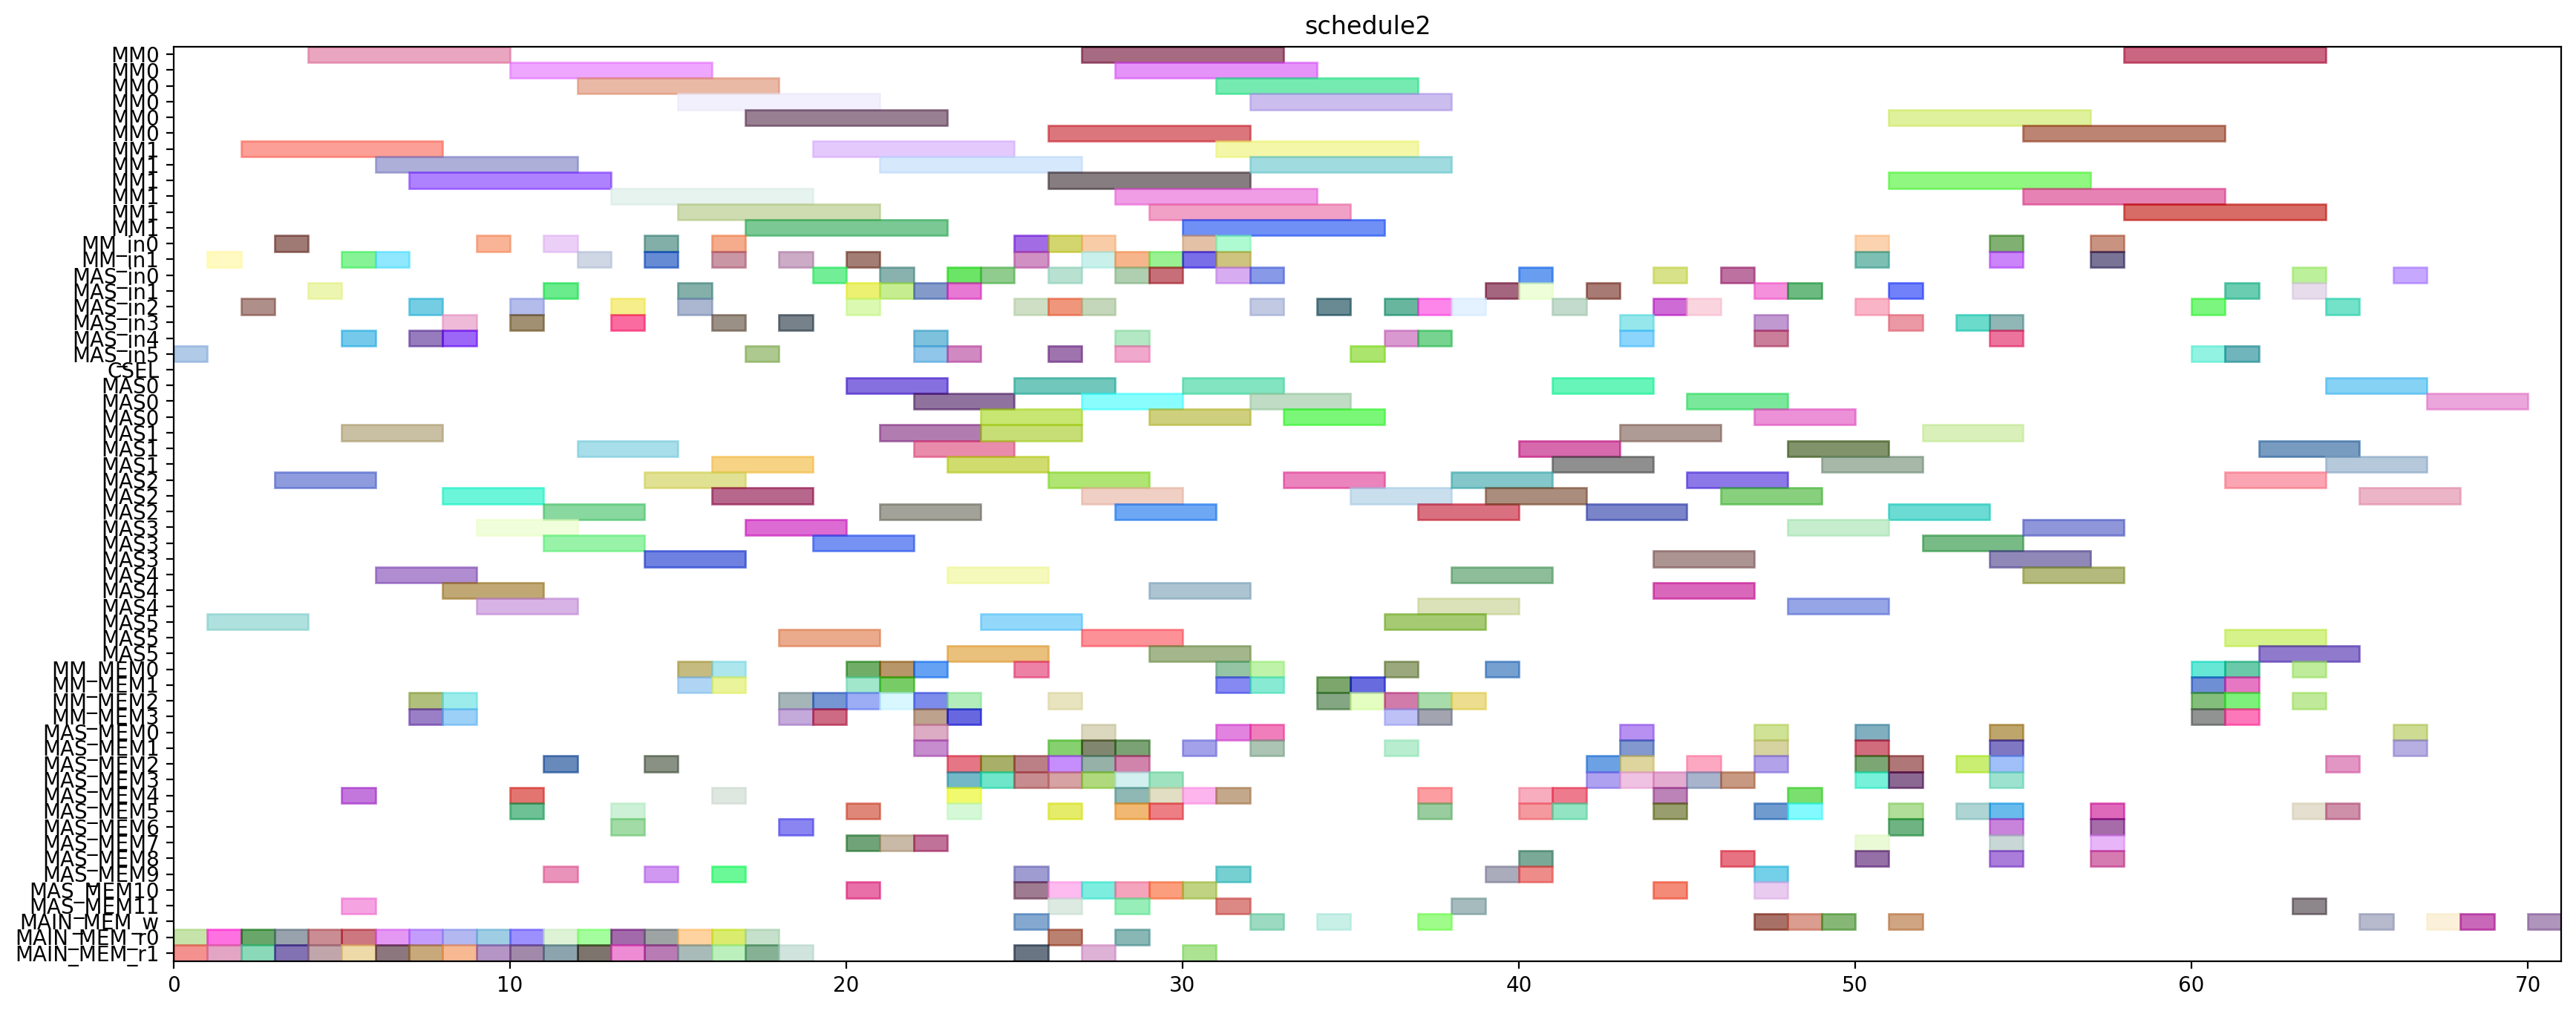 schedule2
MM0
MM0
MM0
MM0
MM0
MM0
MM1
MM1
MM1
MM1
MM1
MM1
MM_in0
MM_in1
MAS_in0
MAS_in1
MAS_in2
MAS_in3
MAS_in4
MAS_in5
CSEL
MAS0
MAS0
MAS0
MAS1
MAS1
MAS1
MAS2
MAS2
MAS2
MAS3
MAS3
MAS3
MAS4
MAS4
MAS4
MAS5
MAS5
MAS5
MM_MEM0
MM_MEM1
MM_MEM2
MM_MEM3
MAS_MEM0
MAS_MEM1
MAS_MEM2
MAS_MEM3
MAS_MEM4
MAS_MEM5
MAS_MEM6
MAS_MEM7
MAS_MEM8
MAS_MEM9
MAS_MEM10
MAS_MEM11
MAIN_MEM_w
MAIN_MEM_r0
MAIN_MEM_r1
0 10 20 30 40 50 60 70